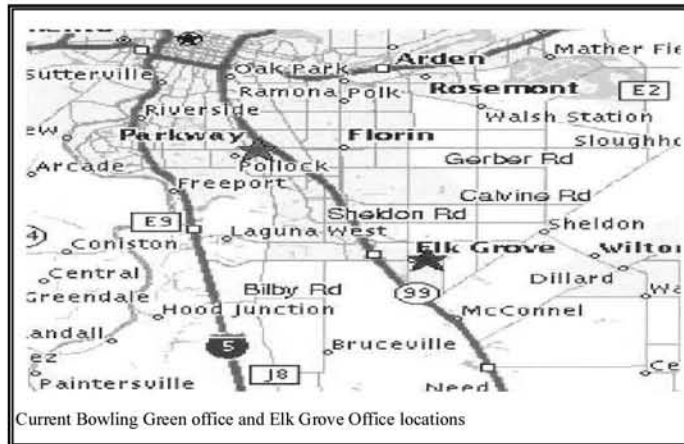 Arden
Mather Fie
Sutterville
Oak Park
Ramona
Polk
Rosemont
E2
Riverside
Walsh Station
Parkway
Florin
Sloughho
Pollock
Gerber Rd
Arcade
Freeport
Calvine Rd
E9
Sheldon Rd
Sheldon
Laguna West
Elk Grove
Wilton
Coniston
Central
Dillard
Greendale
Bilby Rd
99
Hood Junction
McConnel
andall
5
Bruceville
J8
Paintersville
Need
Ce
Current Bowling Green office and Elk Grove Office locations